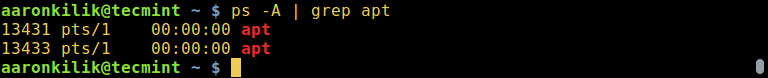 aaronkilik@tecmint ~ $ ps -A | grep apt
13431 pts/1    00:00:00 apt
13433 pts/1    00:00:00 apt
aaronkilik@tecmint ~ $